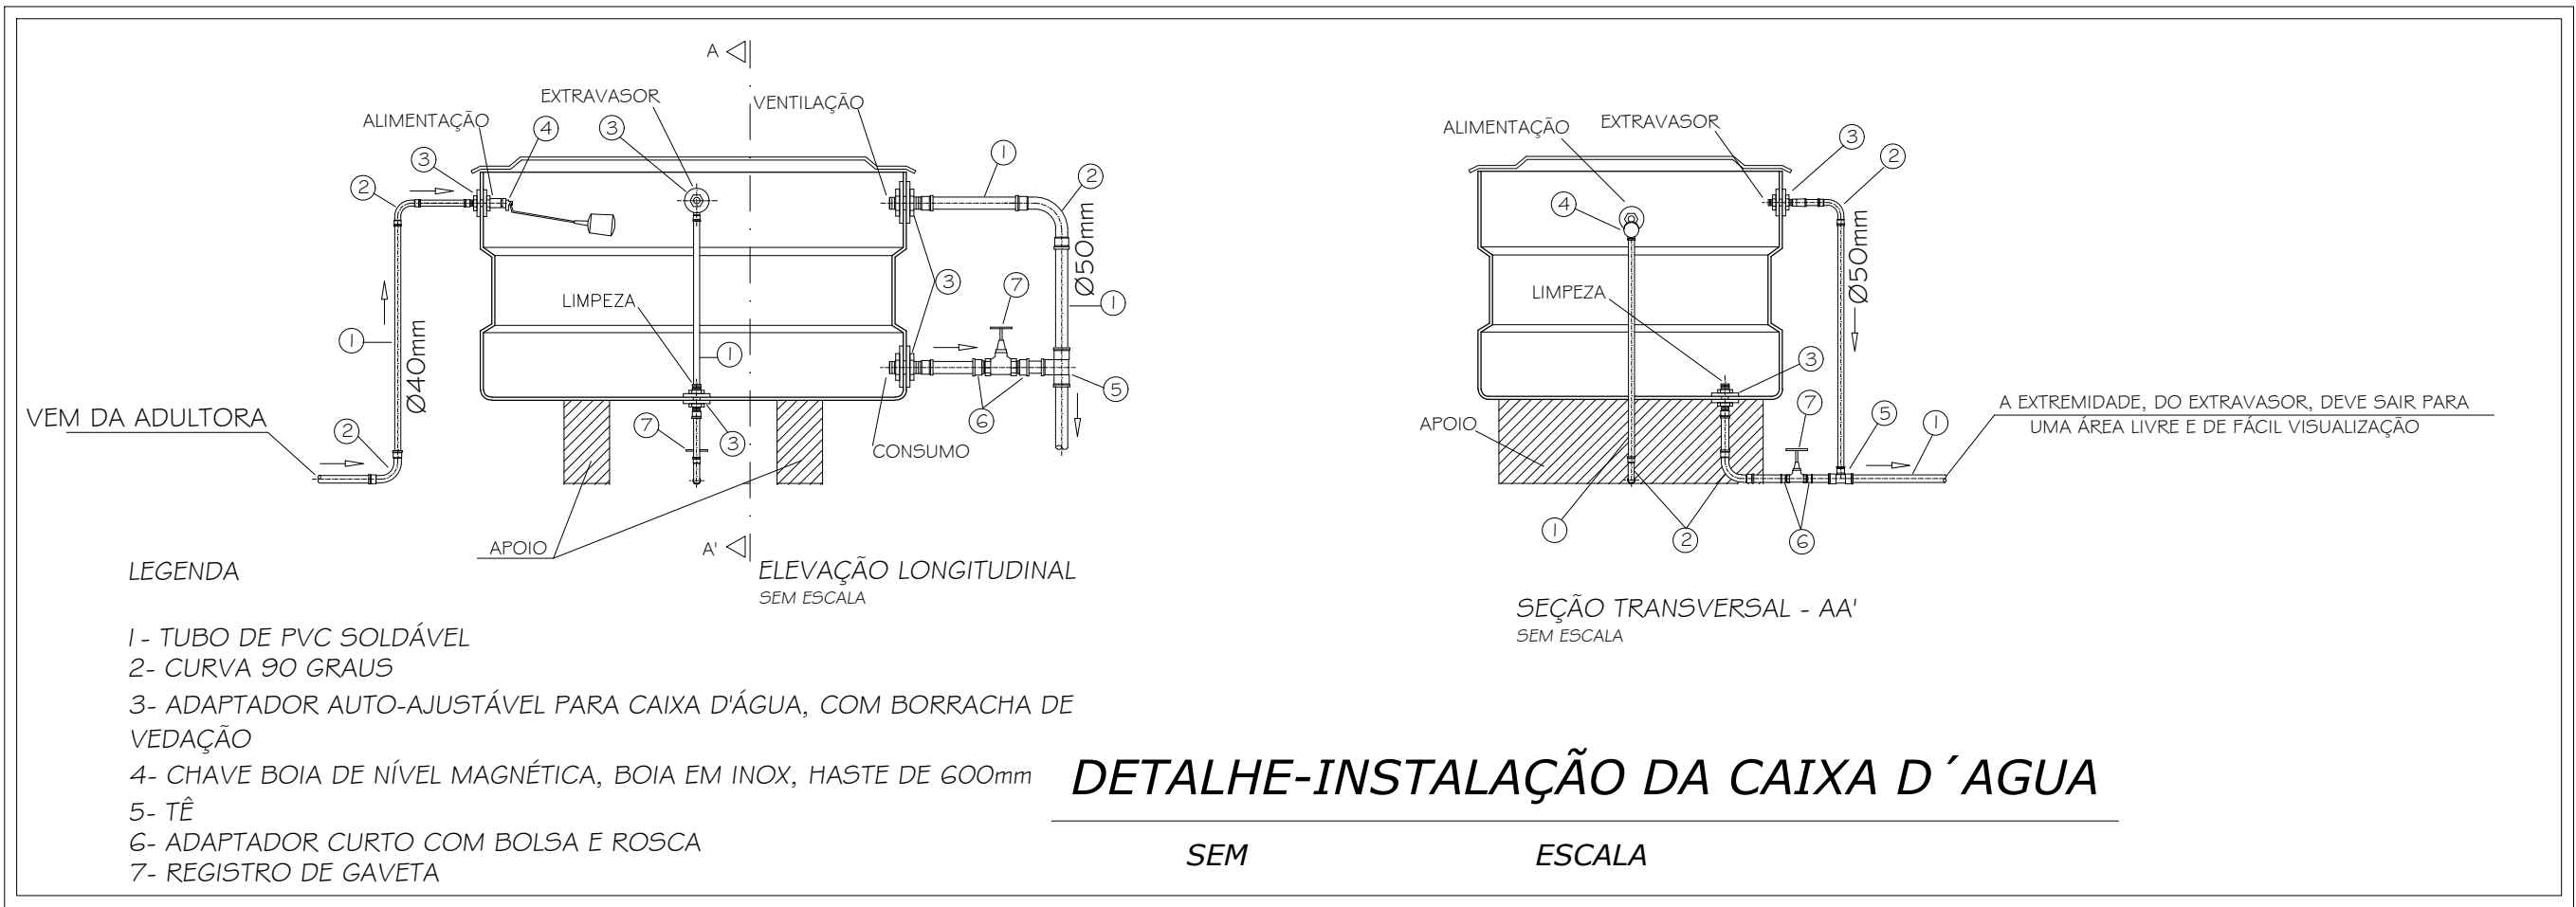 A
EXTRAVASOR
VENTILAÇÃO
ALIMENTAÇÃO
4
3
3
1
2
2
Ø50mm
3
7
1
LIMPEZA
1
1
Ø40mm
5
VEM DA ADULTORA
2
7
3
6
CONSUMO
APOIO
A'
ELEVAÇÃO LONGITUDINAL
SEM ESCALA
ALIMENTAÇÃO
EXTRAVASOR
3
2
4
Ø50mm
LIMPEZA
3
7
5
1
APOIO
A EXTREMIDADE, DO EXTRAVASOR, DEVE SAIR PARA
UMA ÁREA LIVRE E DE FÁCIL VISUALIZAÇÃO
1
2
6
SEÇÃO TRANSVERSAL - AA'
SEM ESCALA
LEGENDA
1- TUBO DE PVC SOLDÁVEL
2- CURVA 90 GRAUS
3- ADAPTADOR AUTO-AJUSTÁVEL PARA CAIXA D'ÁGUA, COM BORRACHA DE
VEDAÇÃO
4- CHAVE BOIA DE NÍVEL MAGNÉTICA, BOIA EM INOX, HASTE DE 600mm
5- TÊ
6- ADAPTADOR CURTO COM BOLSA E ROSCA
7- REGISTRO DE GAVETA
DETALHE-INSTALAÇÃO DA CAIXA D´AGUA
SEM ESCALA